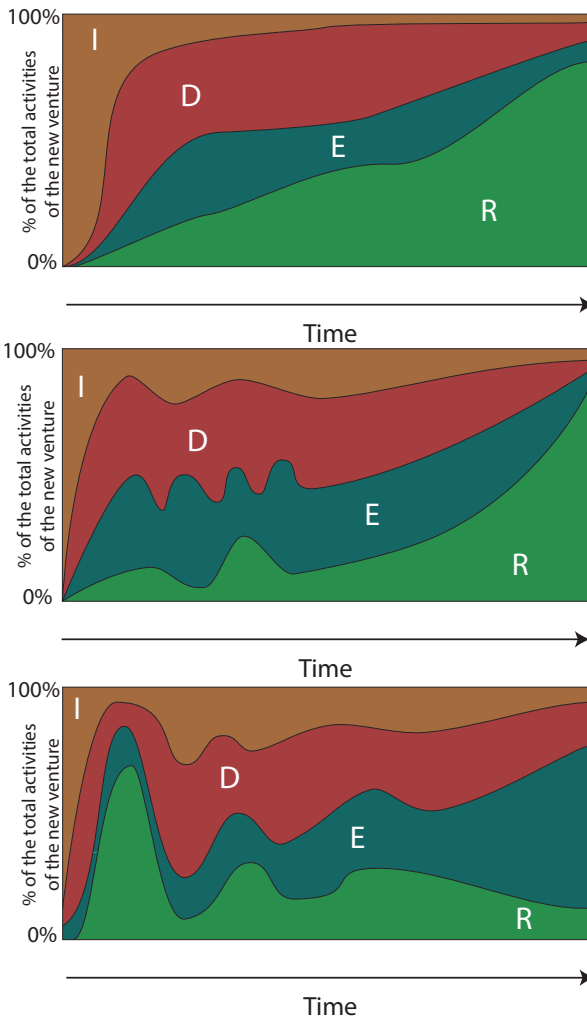 % of the total activities
of the new venture
I
D
E
R
0%
Time
100%
% of the total activities
of the new venture
I
D
E
R
0%
Time
100%
% of the total activities
of the new venture
I
D
E
R
0%
Time